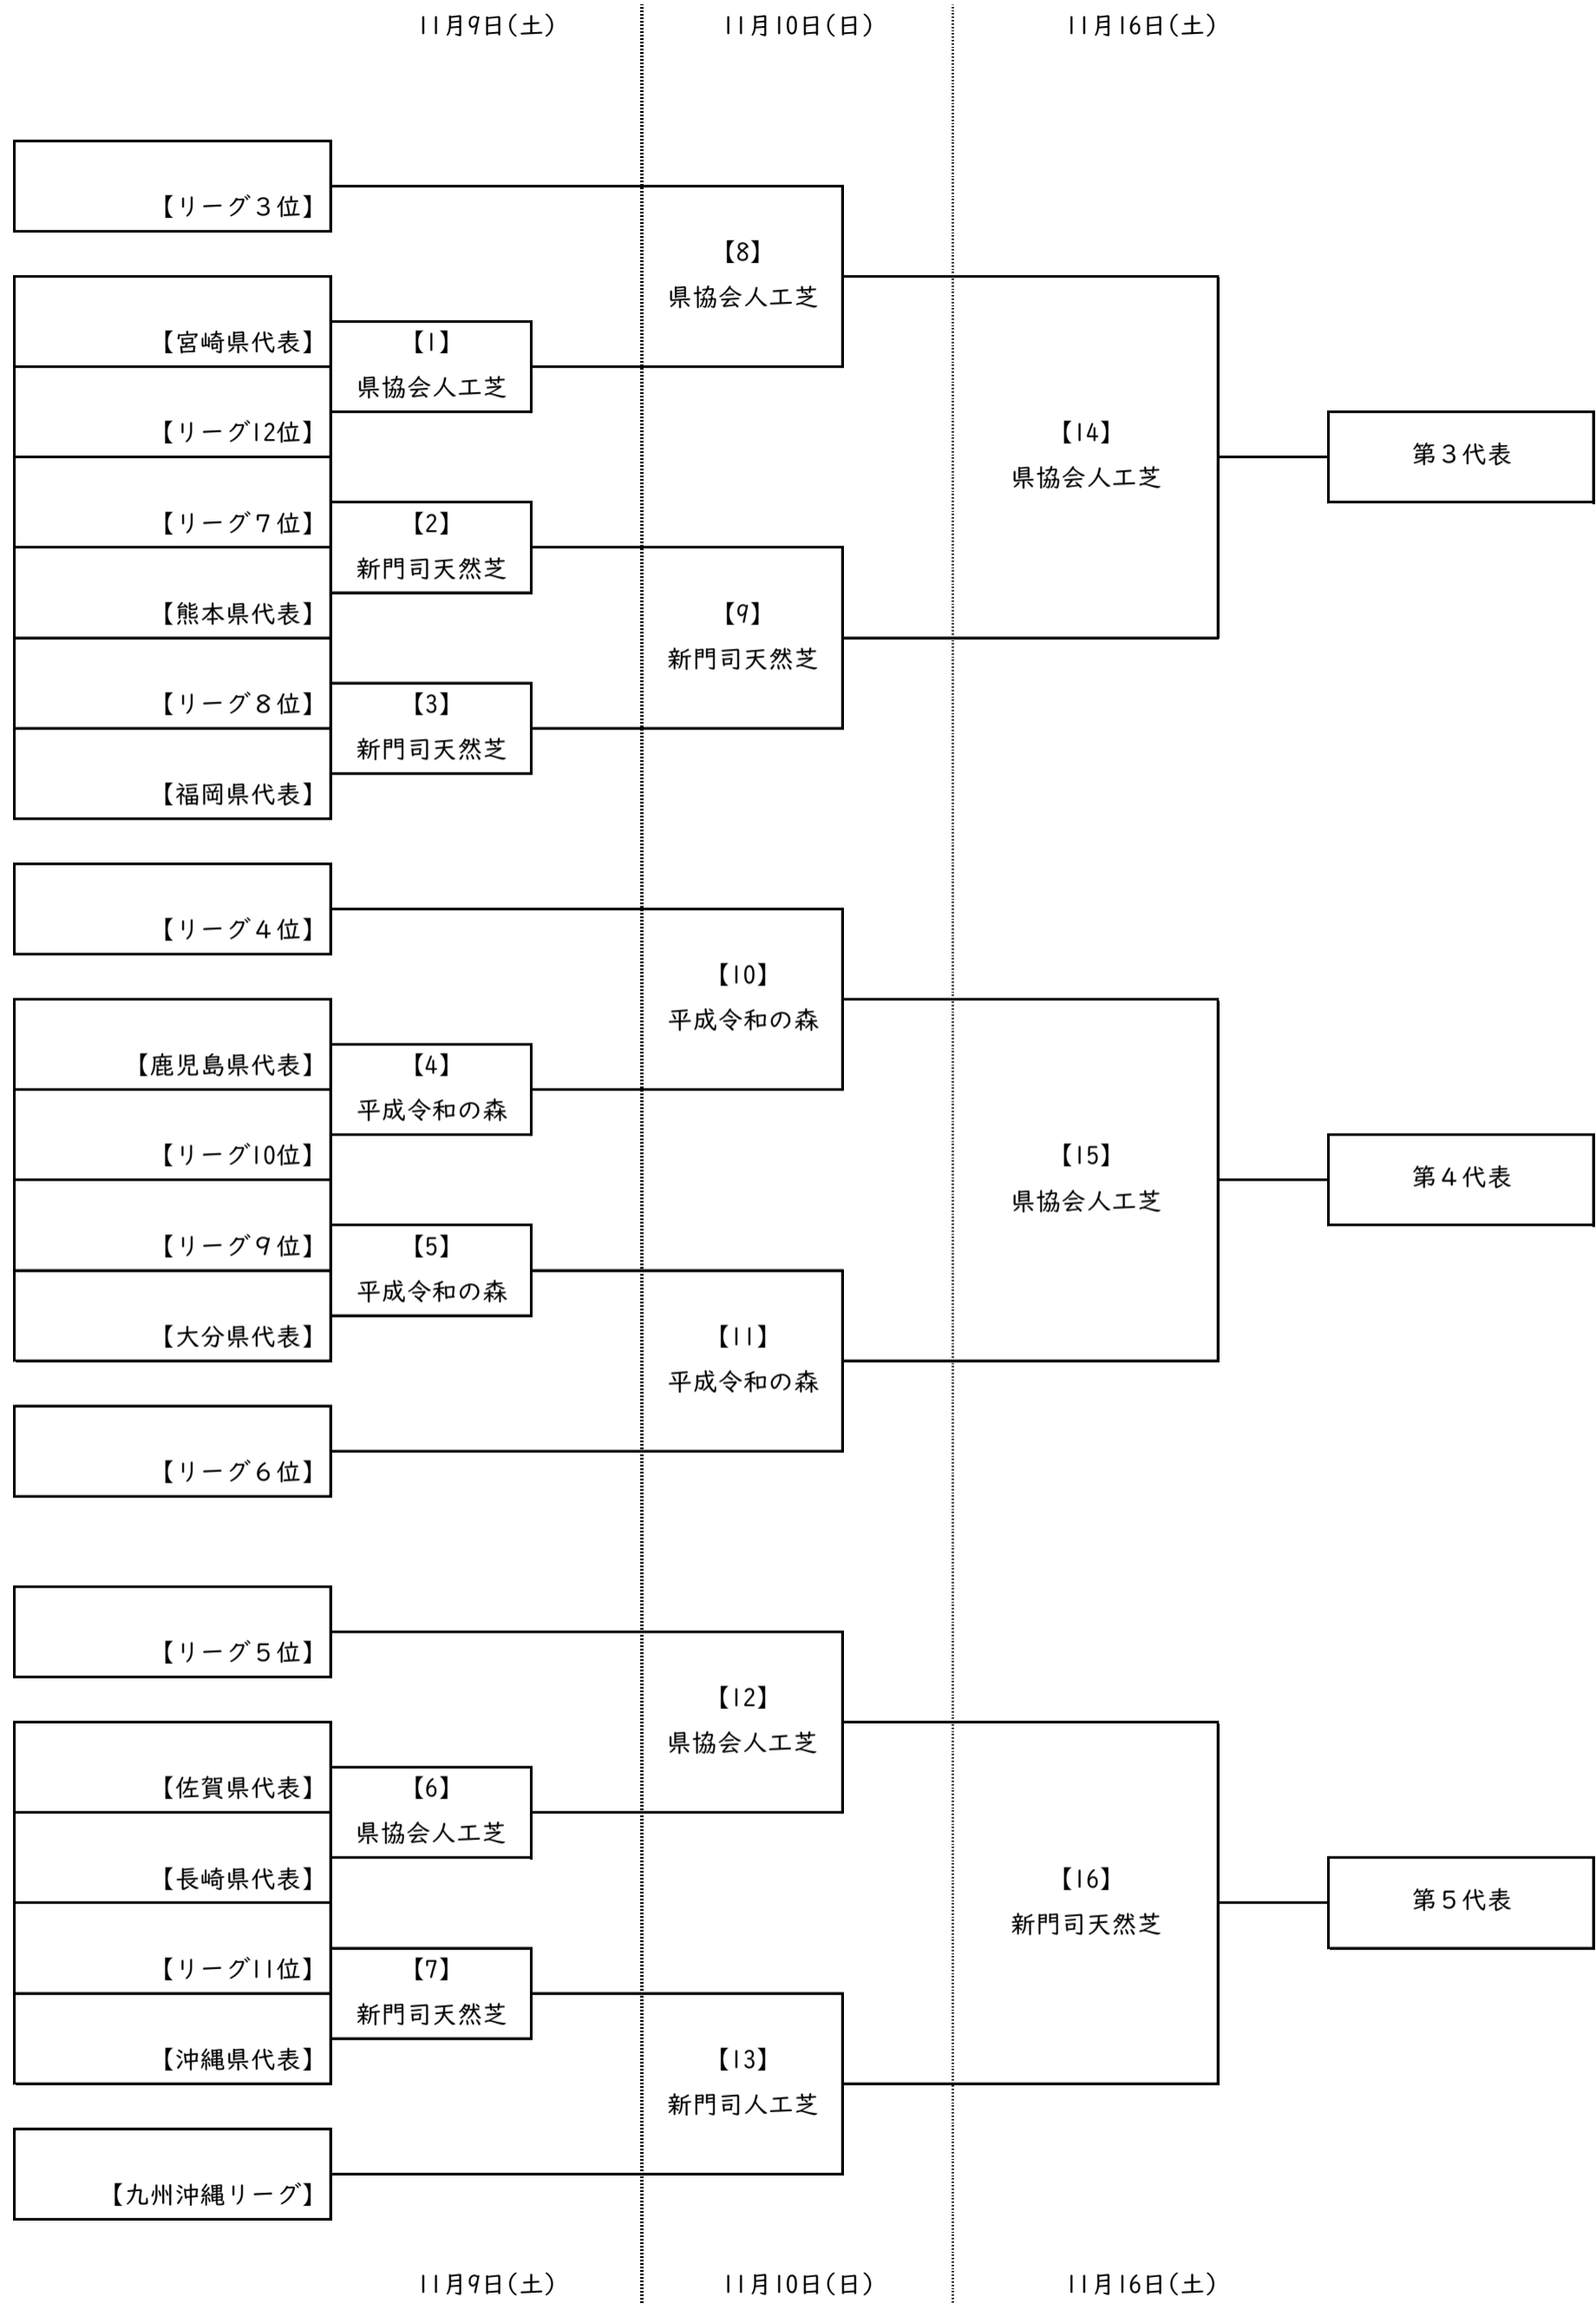 11月9日(土)
11月10日(日)
11月16日(土)
【リーグ３位】
【8】
県協会人工芝
【宮崎県代表】
【1】
県協会人工芝
【リーグ12位】
【14】
県協会人工芝
第３代表
【リーグ７位】
【2】
新門司天然芝
【熊本県代表】
【9】
新門司天然芝
【リーグ８位】
【3】
新門司天然芝
【福岡県代表】
【リーグ４位】
【10】
平成令和の森
【鹿児島県代表】
【4】
平成令和の森
【リーグ10位】
【15】
県協会人工芝
第４代表
【リーグ９位】
【5】
平成令和の森
【大分県代表】
【11】
平成令和の森
【リーグ６位】
【リーグ５位】
【12】
県協会人工芝
【佐賀県代表】
【6】
県協会人工芝
【長崎県代表】
【16】
新門司天然芝
第５代表
【リーグ11位】
【7】
新門司天然芝
【沖縄県代表】
【13】
新門司人工芝
【九州沖縄リーグ】
11月9日(土)
11月10日(日)
11月16日(土)